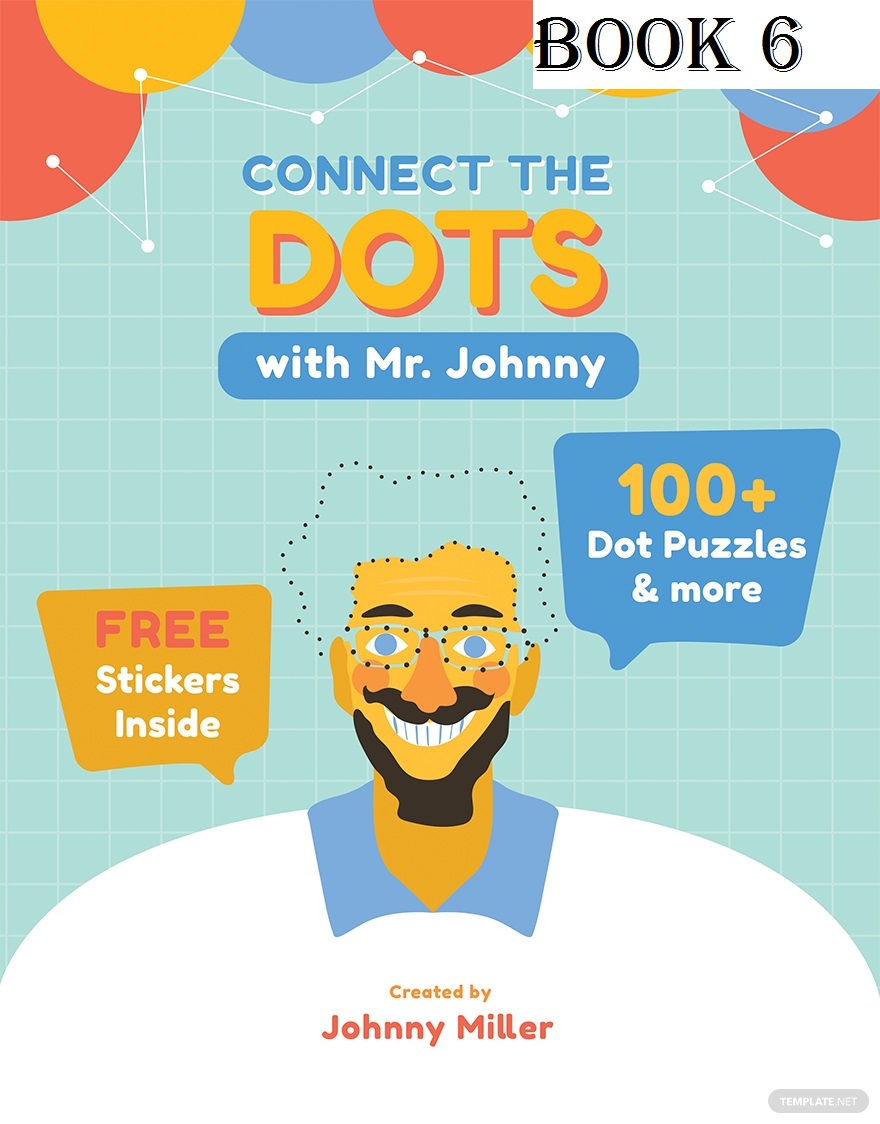 BOOK 6
CONNECT THE
DOTS
with Mr. Johnny
100+
Dot Puzzles
& more
FREE
Stickers
Inside
Created by
Johnny Miller
TEMPLATE.NET